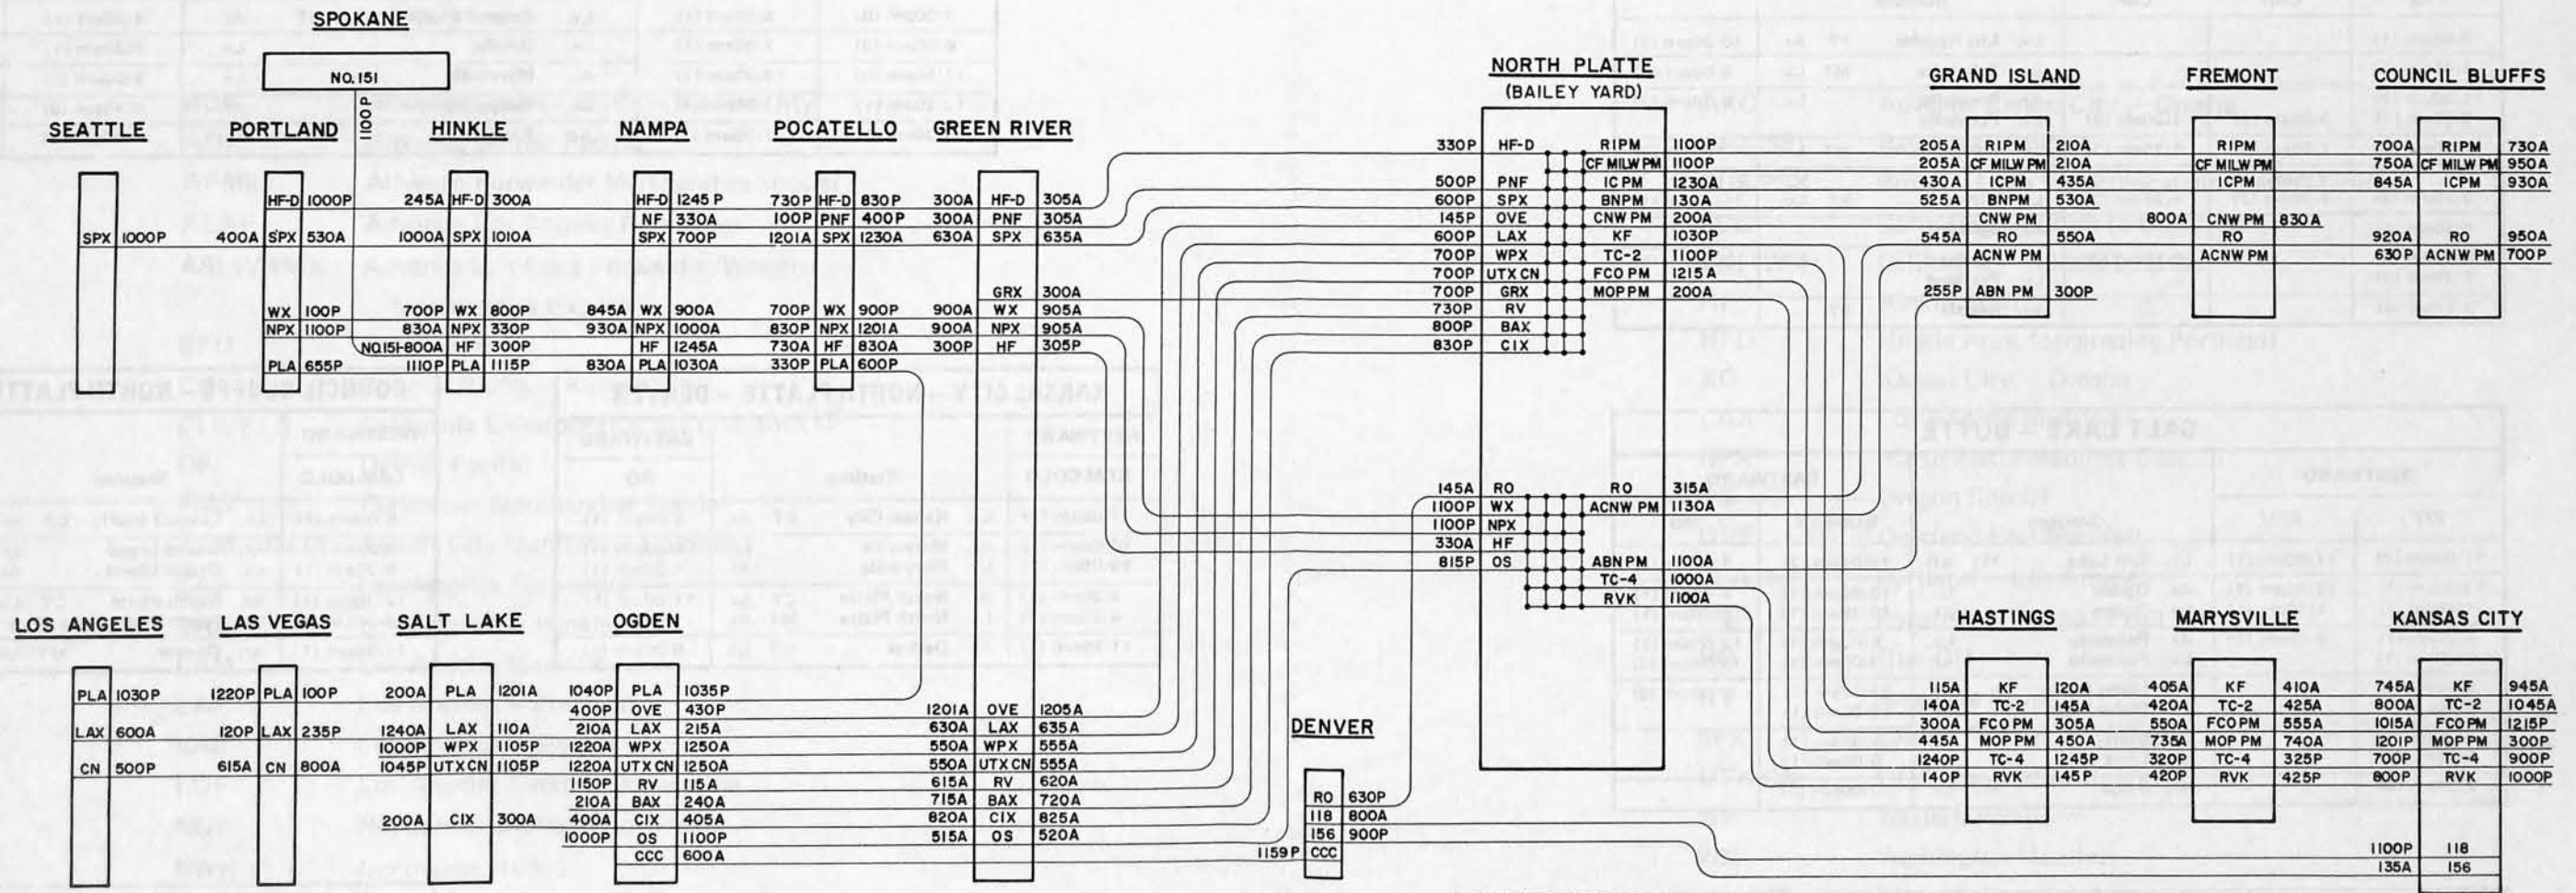 SPOKANE
NO. 151
1100P
SEATTLE
SPX 1000P
PORTLAND
HF-D 1000P
400A SPX 530A
WX 100P
NPX 1100P
PLA 655P
HINKLE
245A HF-D 300A
1000A SPX 1010A
700P WX 800P
830A NPX 330P
NO.151-800A HF 300P
1110P PLA 1115P
NAMPA
HF-D 1245P
NF 330A
SPX 700P
845A WX 900A
930A NPX 1000A
HF 1245A
830A PLA 1030A
POCATELLO
730P HF-D 830P
100P PNF 400P
1201A SPX 1230A
700P WX 900P
830P NPX 1201A
730A HF 830A
330P PLA 600P
GREEN RIVER
300A HF-D 305A
300A PNF 305A
630A SPX 635A
GRX 300A
900A WX 905A
900A NPX 905A
300P HF 305P
1201A OVE 1205A
630A LAX 635A
550A WPX 555A
550A UTXCN 555A
615A RV 620A
715A BAX 720A
820A CIX 825A
515A OS 520A
NORTH PLATTE
(BAILEY YARD)
330P HF-D RIPM 1100P
CF MILW PM 1100P
500P PNF ICPM 1230A
600P SPX BNPM 130A
145P OVE CNW PM 200A
600P LAX KF 1030P
700P WPX TC-2 1100P
700P UTXCN FCO PM 1215A
700P GRX MOP PM 200A
730P RV
800P BAX
830P CIX
145A RO RO 315A
1100P WX ACNW PM 1130A
1100P NPX
330A HF
815P OS ABN PM 1100A
TC-4 1000A
RVK 1100A
GRAND ISLAND
205A RIPM 210A
205A CF MILW PM 210A
430A ICPM 435A
525A BNPM 530A
CNW PM
545A RO 550A
ACNW PM
255P ABN PM 300P
FREMONT
RIPM
CF MILW PM
ICPM
800A CNW PM 830A
RO
ACNW PM
COUNCIL BLUFFS
700A RIPM 730A
750A CF MILW PM 950A
845A ICPM 930A
920A RO 950A
630P ACNW PM 700P
LOS ANGELES
PLA 1030P
LAX 600A
CN 500P
LAS VEGAS
1220P PLA 100P
120P LAX 235P
615A CN 800A
SALT LAKE
200A PLA 1201A
1240A LAX 110A
1000P WPX 1105P
1045P UTXCN 1105P
200A CIX 300A
OGDEN
1040P PLA 1035P
400P OVE 430P
210A LAX 215A
1220A WPX 1250A
1220A UTXCN 1250A
1150P RV 115A
210A BAX 240A
400A CIX 405A
1000P OS 1100P
CCC 600A
DENVER
RO 630P
118 800A
156 900P
1159P CCC
HASTINGS
115A KF 120A
140A TC-2 145A
300A FCO PM 305A
445A MOP PM 450A
1240P TC-4 1245P
140P RVK 145P
MARYSVILLE
405A KF 410A
420A TC-2 425A
550A FCO PM 555A
735A MOP PM 740A
320P TC-4 325P
420P RVK 425P
KANSAS CITY
745A KF 945A
800A TC-2 1045A
1015A FCO PM 1215P
1201P MOP PM 300P
700P TC-4 900P
800P RVK 1000P
1100P 118
135A 156